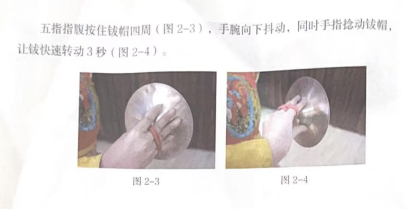 五指指腹按住钹帽四周（图 2-3），手腕向下抖动，同时手指捻动钹帽，
让钹快速转动 3 秒（图 2-4）。
图 2-3
图 2-4